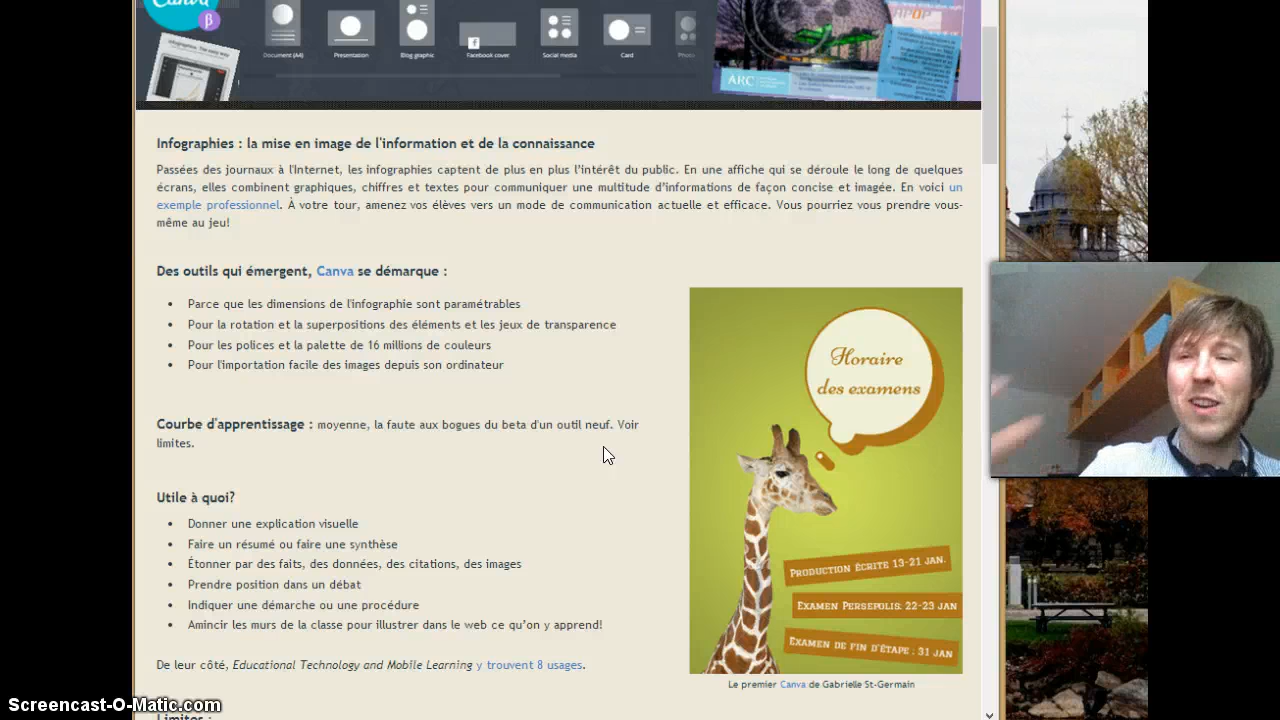 Canva
β
Document (A4)
Presentation
Blog graphic
Facebook cover
Social media
Card
ARC
Infographies : la mise en image de l'information et de la connaissance
Passées des journaux à l'Internet, les infographies captent de plus en plus l'intérêt du public. En une affiche qui se déroule le long de quelques
écrans, elles combinent graphiques, chiffres et textes pour communiquer une multitude d'informations de façon concise et imagée. En voici un
exemple professionnel. À votre tour, amenez vos élèves vers un mode de communication actuelle et efficace. Vous pourriez vous prendre vous-
même au jeu!
Des outils qui émergent, Canva se démarque :
• Parce que les dimensions de l'infographie sont paramétrables
• Pour la rotation et la superpositions des éléments et les jeux de transparence
• Pour les polices et la palette de 16 millions de couleurs
• Pour l'importation facile des images depuis son ordinateur
Courbe d'apprentissage : moyenne, la faute aux bogues du beta d'un outil neuf. Voir
limites.
Utile à quoi?
• Donner une explication visuelle
• Faire un résumé ou faire une synthèse
• Étonner par des faits, des données, des citations, des images
• Prendre position dans un débat
• Indiquer une démarche ou une procédure
• Amincir les murs de la classe pour illustrer dans le web ce qu'on y apprend!
De leur côté, Educational Technology and Mobile Learning y trouvent 8 usages.
Limites :
Horaire
des examens
Production écrite 13-21 jan.
Examen Persepolis: 22-23 jan
Examen de fin d'étape : 31 jan
Le premier Canva de Gabrielle St-Germain
Screencast-O-Matic.com